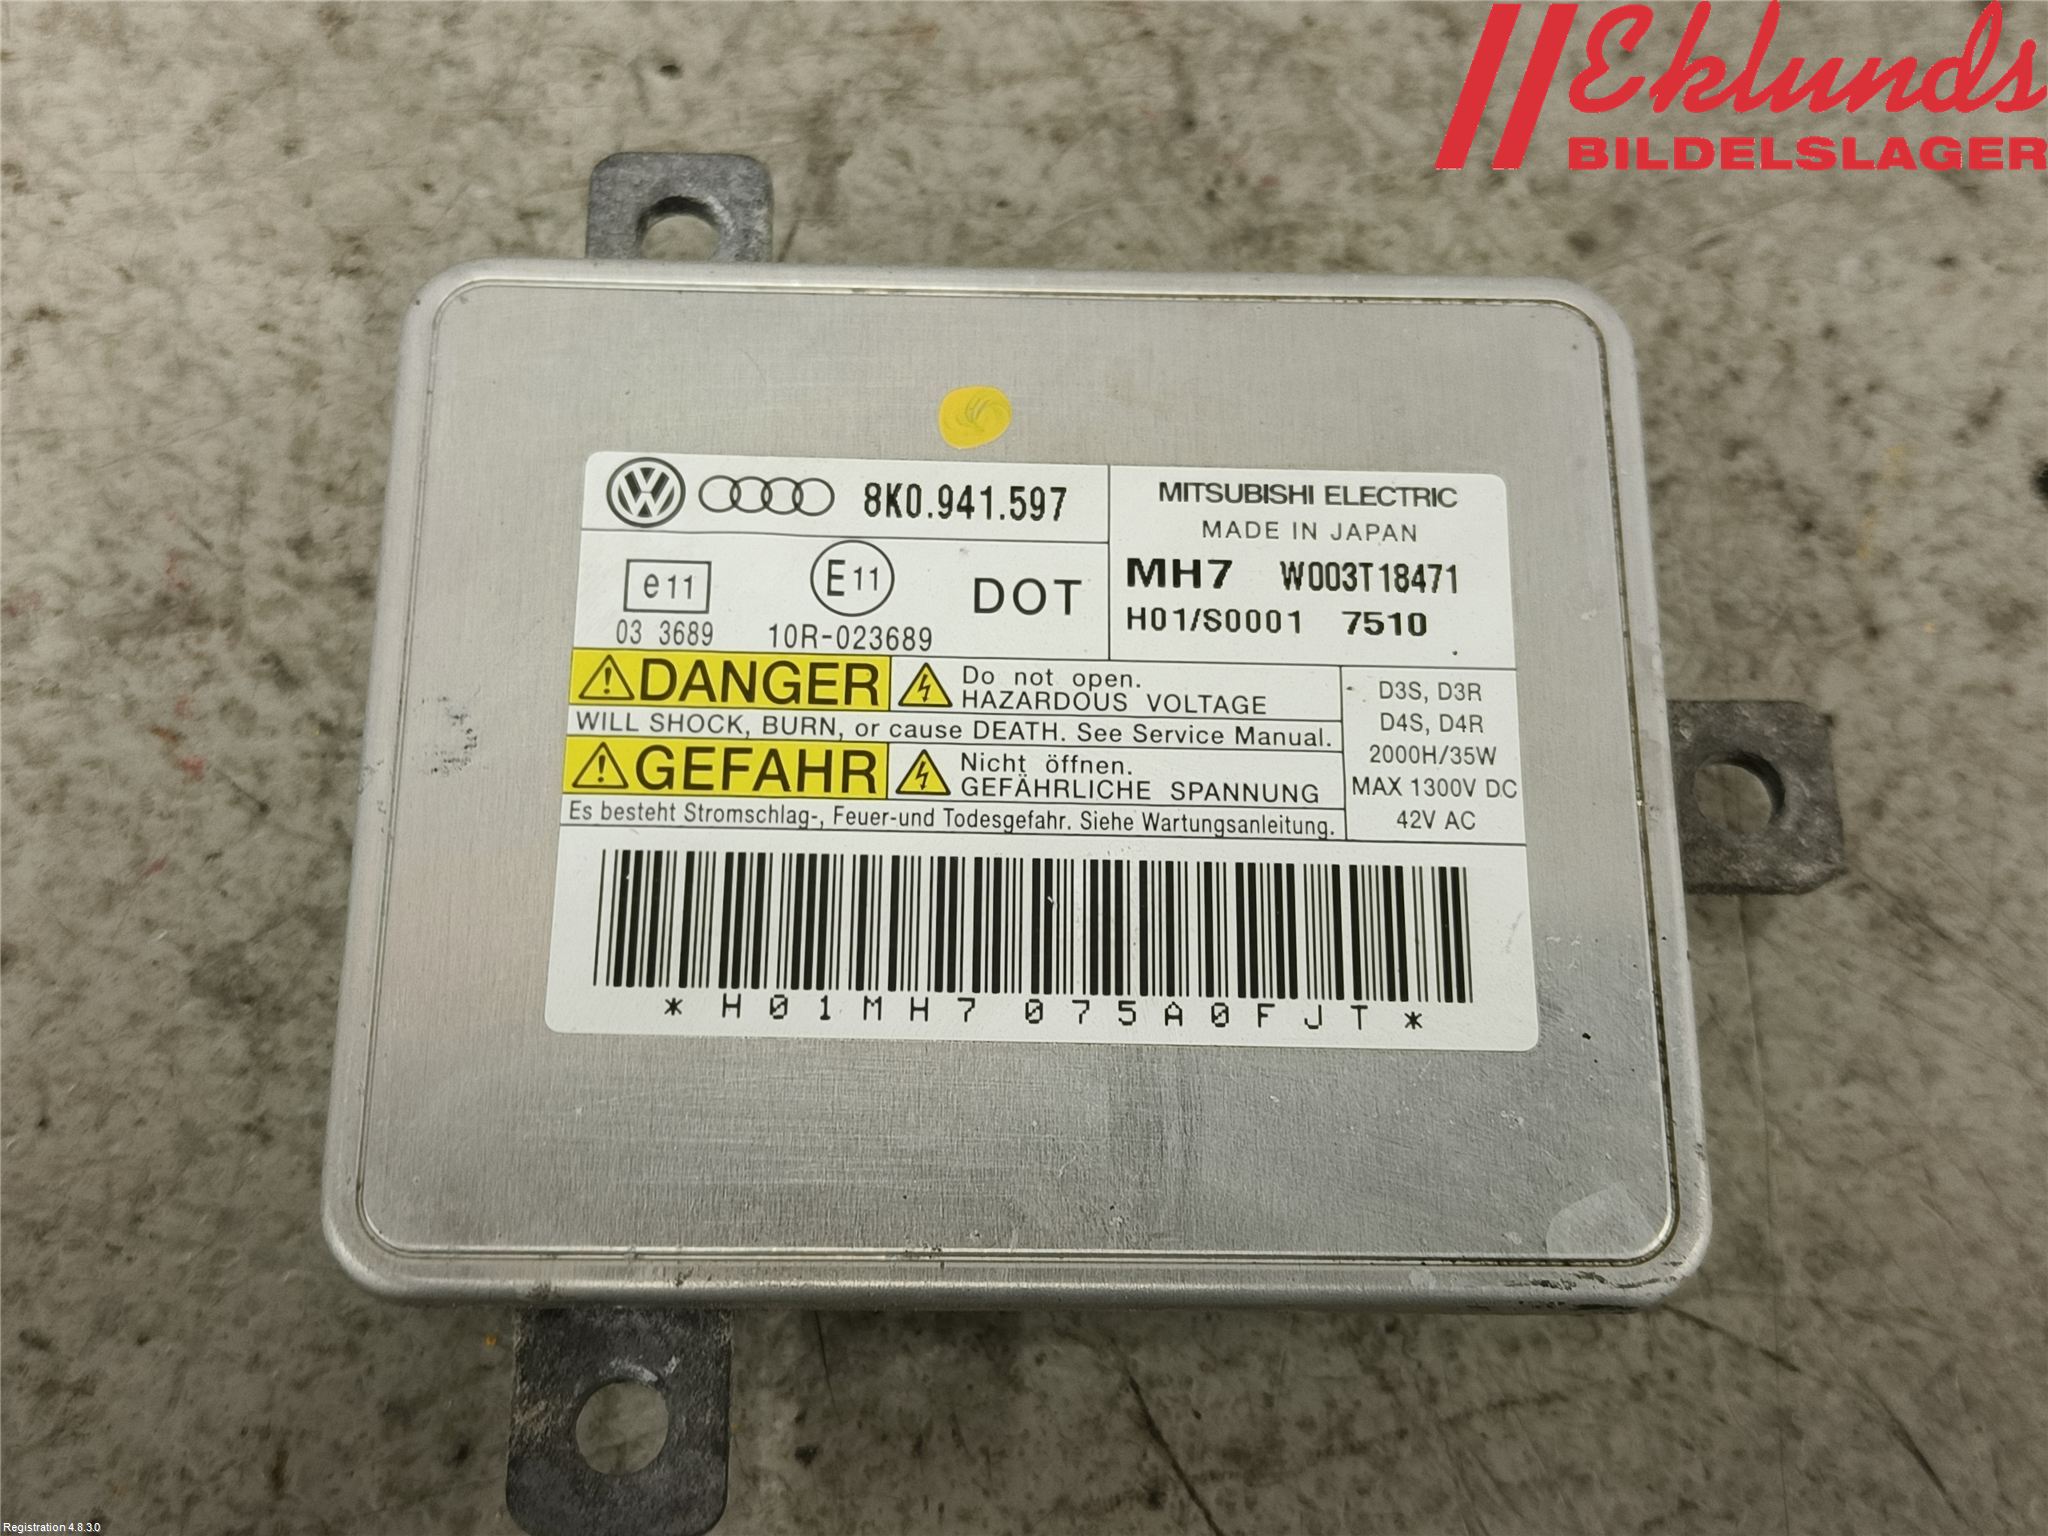 Eklunds
BILDELSLAGER
8K0.941.597
MITSUBISHI ELECTRIC
MADE IN JAPAN
MH7 W003T18471
H01/S0001 7510
e11
03 3689
E11
10R-023689
DOT
DANGER
Do not open.
HAZARDOUS VOLTAGE
WILL SHOCK, BURN, or cause DEATH. See Service Manual.
GEFAHR
Nicht öffnen.
GEFÄHRLICHE SPANNUNG
Es besteht Stromschlag-, Feuer-und Todesgefahr. Siehe Wartungsanleitung.
D3S, D3R
D4S, D4R
2000H/35W
MAX 1300V DC
42V AC
*H01MH7075A0FJT*
Registration 4.8.3.0